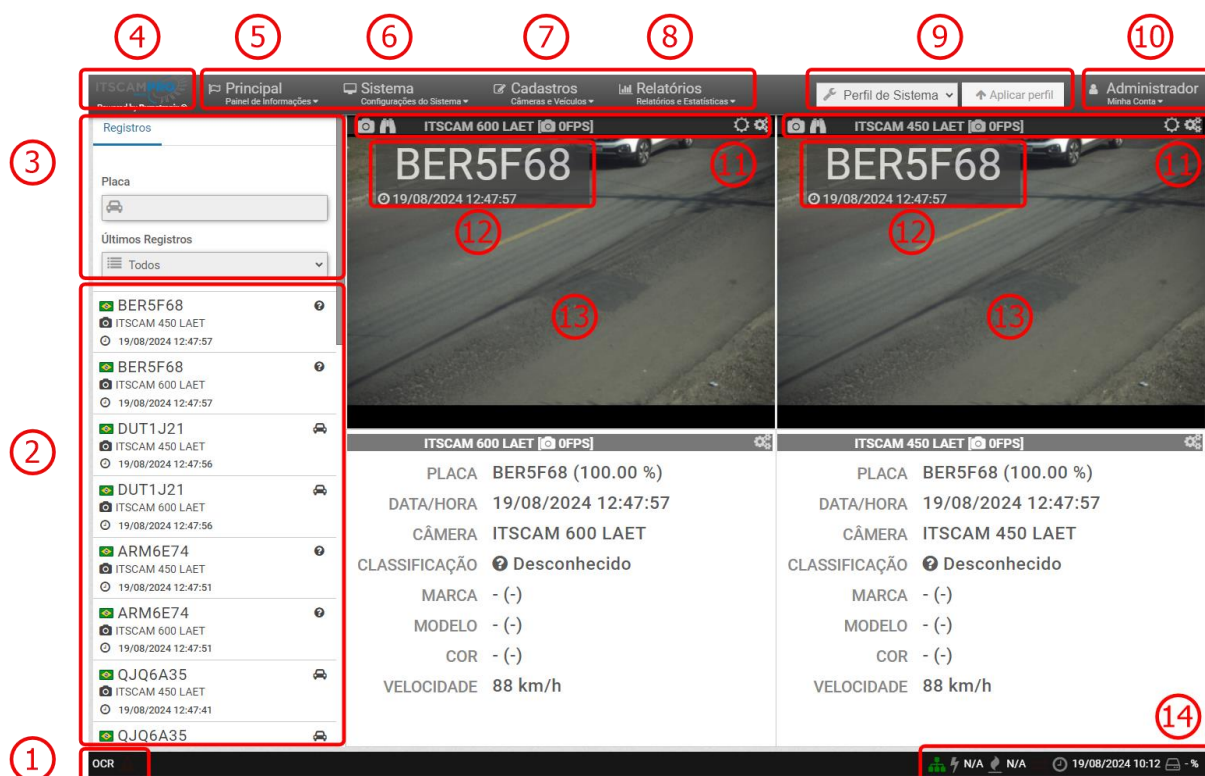 4
5
6
7
8
9
10
ITSCAMPRO
Powered by Pumatronix ©
Principal
Painel de Informações
Sistema
Configurações do Sistema
Cadastros
Câmeras e Veículos
Relatórios
Relatórios e Estatísticas
Perfil de Sistema
Aplicar perfil
Administrador
Minha Conta
3
Registros
Placa
Últimos Registros
Todos
2
BER5F68
ITSCAM 450 LAET
19/08/2024 12:47:57
BER5F68
ITSCAM 600 LAET
19/08/2024 12:47:57
DUT1J21
ITSCAM 450 LAET
19/08/2024 12:47:56
DUT1J21
ITSCAM 600 LAET
19/08/2024 12:47:56
ARM6E74
ITSCAM 450 LAET
19/08/2024 12:47:51
ARM6E74
ITSCAM 600 LAET
19/08/2024 12:47:51
QJQ6A35
ITSCAM 450 LAET
19/08/2024 12:47:41
QJQ6A35
ITSCAM 600 LAET [0FPS]
11
BER5F68
19/08/2024 12:47:57
12
13
ITSCAM 450 LAET [0FPS]
11
BER5F68
19/08/2024 12:47:57
12
13
ITSCAM 600 LAET [0FPS]
PLACA BER5F68 (100.00 %)
DATA/HORA 19/08/2024 12:47:57
CÂMERA ITSCAM 600 LAET
CLASSIFICAÇÃO Desconhecido
MARCA - (-)
MODELO - (-)
COR - (-)
VELOCIDADE 88 km/h
ITSCAM 450 LAET [0FPS]
PLACA BER5F68 (100.00 %)
DATA/HORA 19/08/2024 12:47:57
CÂMERA ITSCAM 450 LAET
CLASSIFICAÇÃO Desconhecido
MARCA - (-)
MODELO - (-)
COR - (-)
VELOCIDADE 88 km/h
14
1
OCR
N/A N/A 19/08/2024 10:12 - %